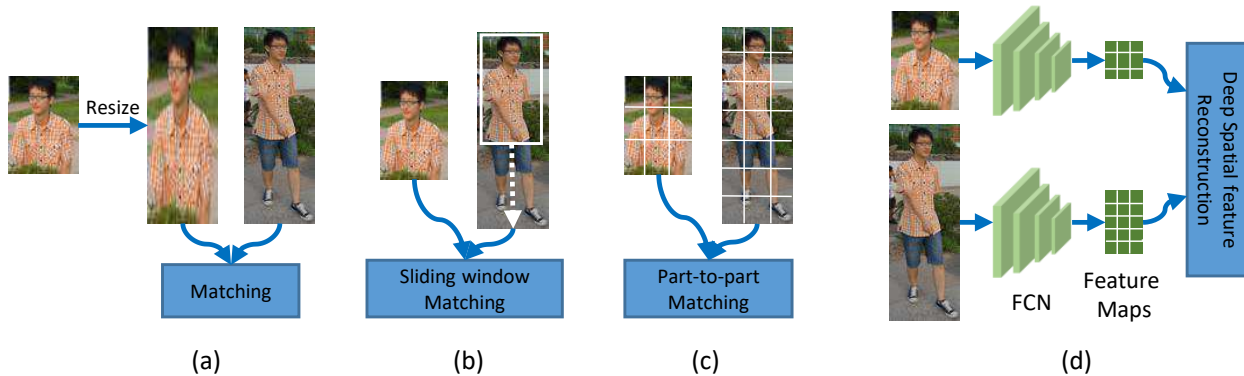 Resize
Matching
(a)
Sliding window
Matching
(b)
Part-to-part
Matching
(c)
FCN
Feature
Maps
Deep Spatial feature
Reconstruction
(d)